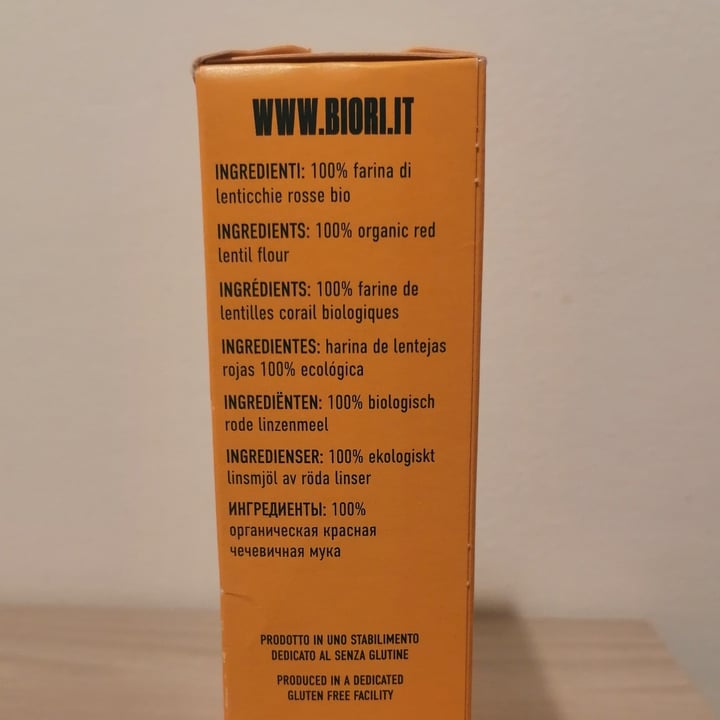 WWW.BIORI.IT
INGREDIENTI: 100% farina di
lenticchie rosse bio
INGREDIENTS: 100% organic red
lentil flour
INGRÉDIENTS: 100% farine de
lentilles corail biologiques
INGREDIENTES: harina de lentejas
rojas 100% ecológica
INGREDIËNTEN: 100% biologisch
rode linzenmeel
INGREDIENSER: 100% ekologiskt
linsmjöl av röda linser
ИНГРЕДИЕНТЫ: 100%
органическая красная
чечевичная мука
PRODOTTO IN UNO STABILIMENTO
DEDICATO AL SENZA GLUTINE
PRODUCED IN A DEDICATED
GLUTEN FREE FACILITY